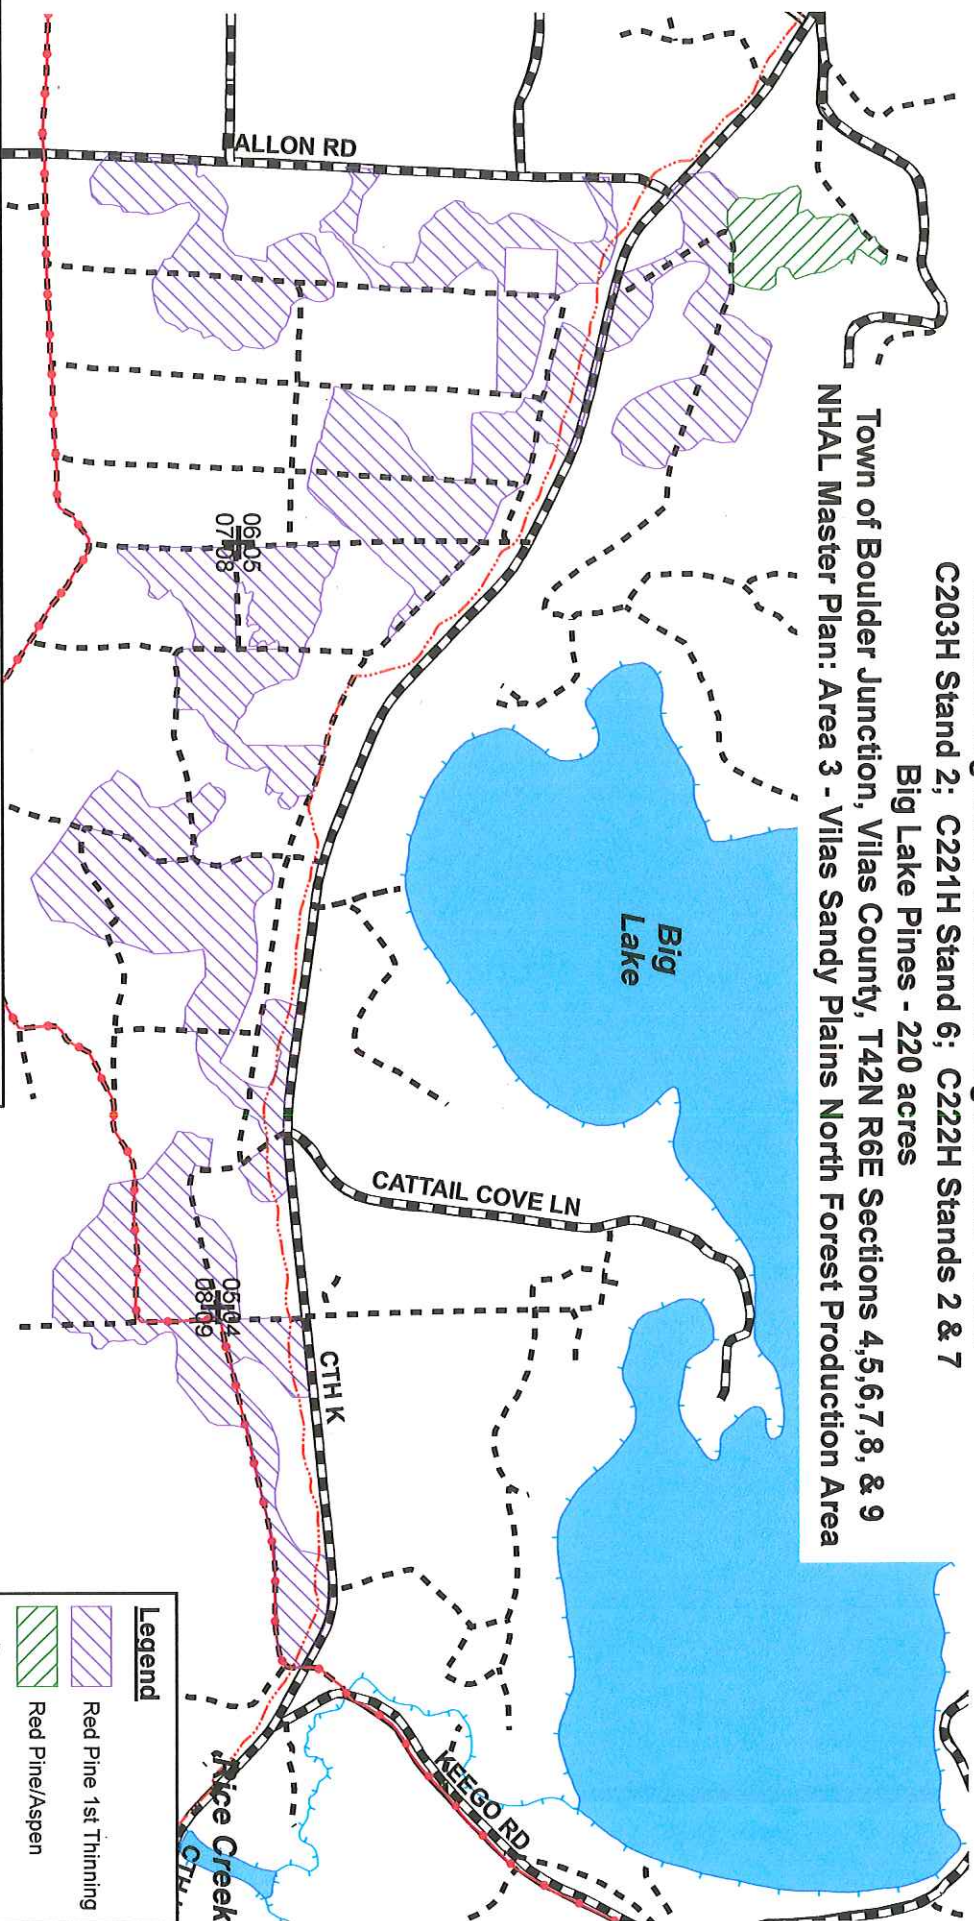 C203H Stand 2; C221H Stand 6; C222H Stands 2 & 7
Big Lake Pines - 220 acres
Town of Boulder Junction, Vilas County, T42N R6E Sections 4,5,6,7,8, & 9
NHAL Master Plan: Area 3 - Vilas Sandy Plains North Forest Production Area
Big
Lake
ALLON RD
CATTAIL COVE LN
CTH K
KEEGO RD
06 05
07 08
05 04
08 09
Rice Creek
CTH
Legend
Red Pine 1st Thinning
Red Pine/Aspen